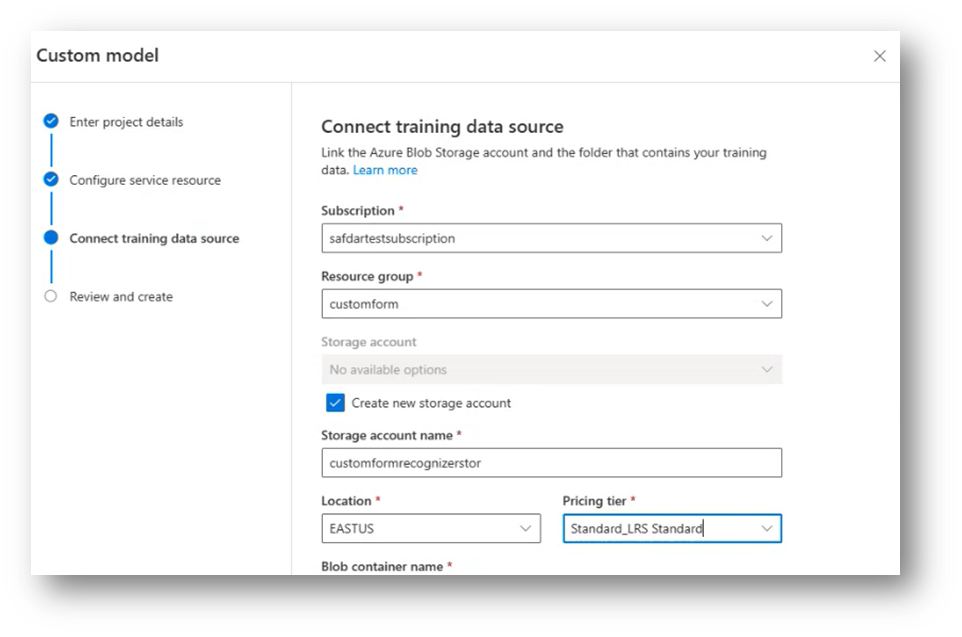 Custom model
Enter project details
Configure service resource
Connect training data source
Review and create
Connect training data source
Link the Azure Blob Storage account and the folder that contains your training
data. Learn more
Subscription *
safdartestsubscription
Resource group *
customform
Storage account
No available options
Create new storage account
Storage account name *
customformrecognizerstor
Location *
Pricing tier *
EASTUS
Standard_LRS Standard
Blob container name *